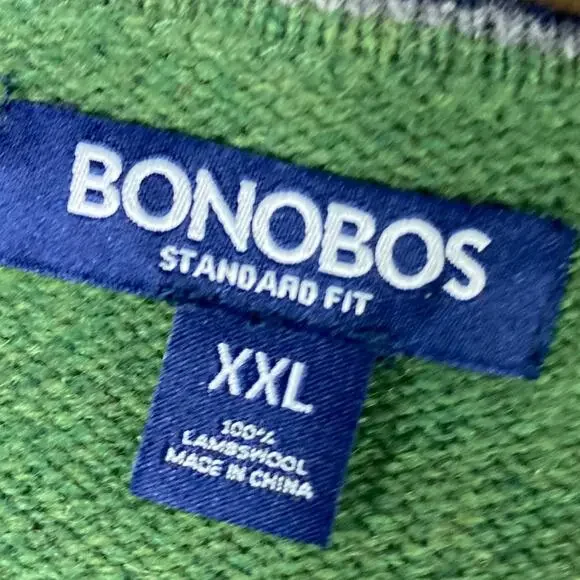 BONOBOS
STANDARD FIT
XXL
100%
LAMBSWOOL
MADE IN CHINA